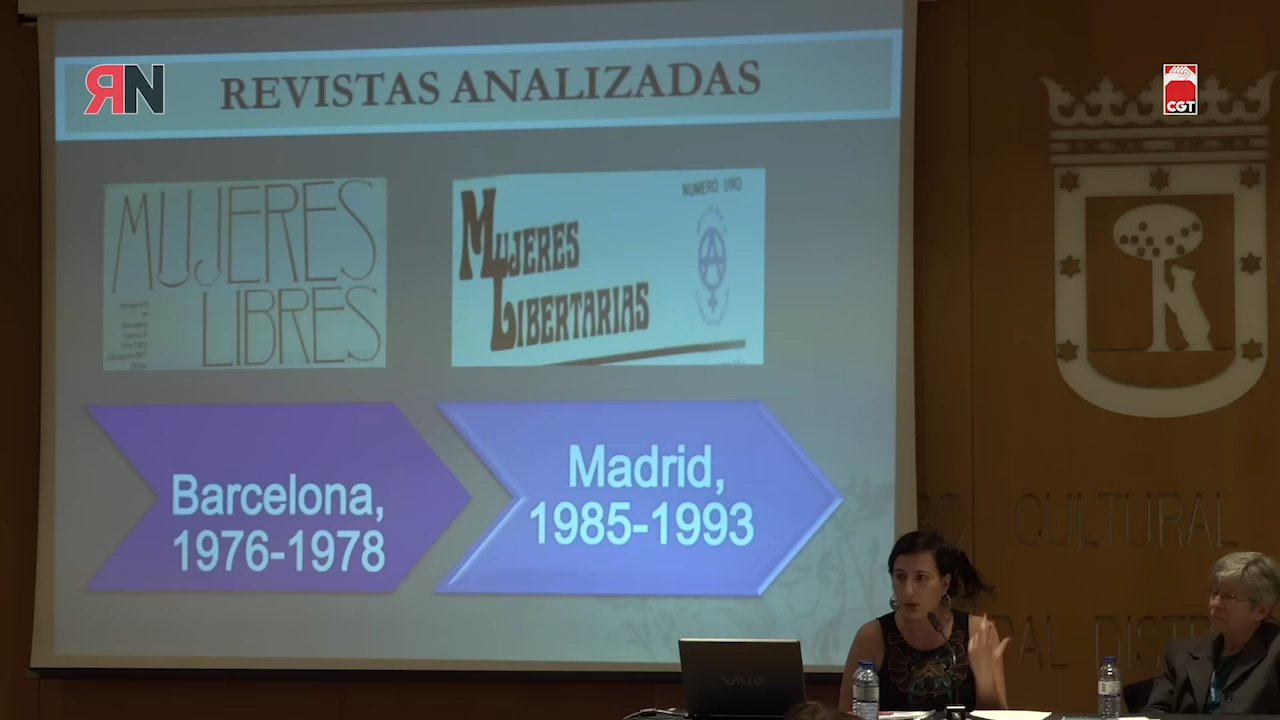 RN
REVISTAS ANALIZADAS
CGT
MUJERES
LIBRES
MUJERES
LIBERTARIAS
NUMERO UNO
Barcelona,
1976-1978
Madrid,
1985-1993
CULTURAL
VAIO